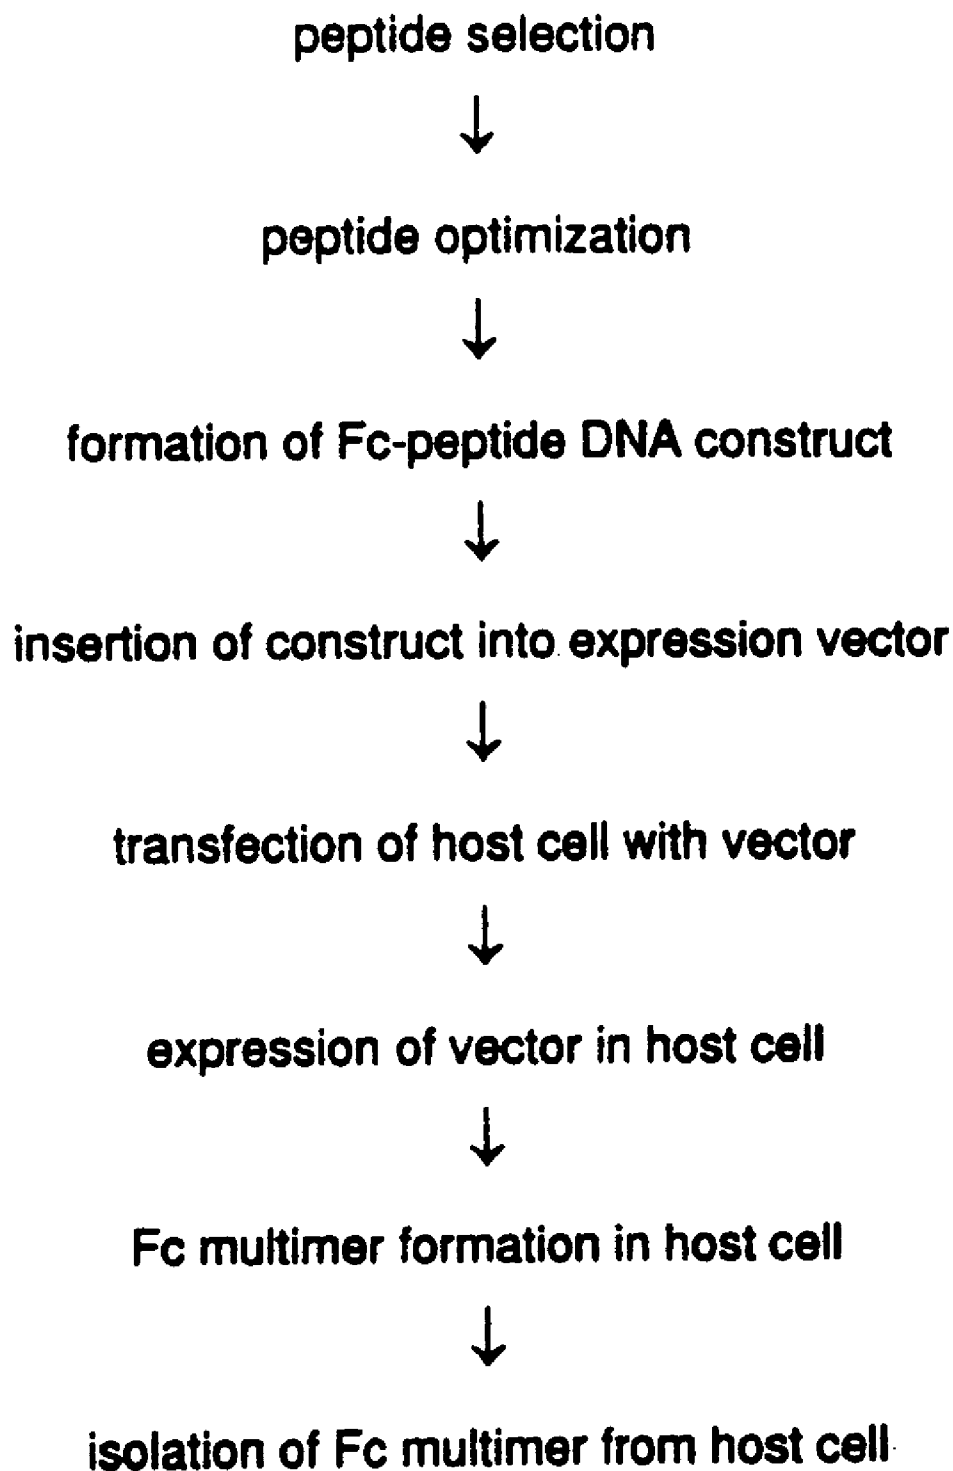 peptide selection
↓
peptide optimization
↓
formation of Fc-peptide DNA construct
↓
insertion of construct into expression vector
↓
transfection of host cell with vector
↓
expression of vector in host cell
↓
Fc multimer formation in host cell
↓
isolation of Fc multimer from host cell